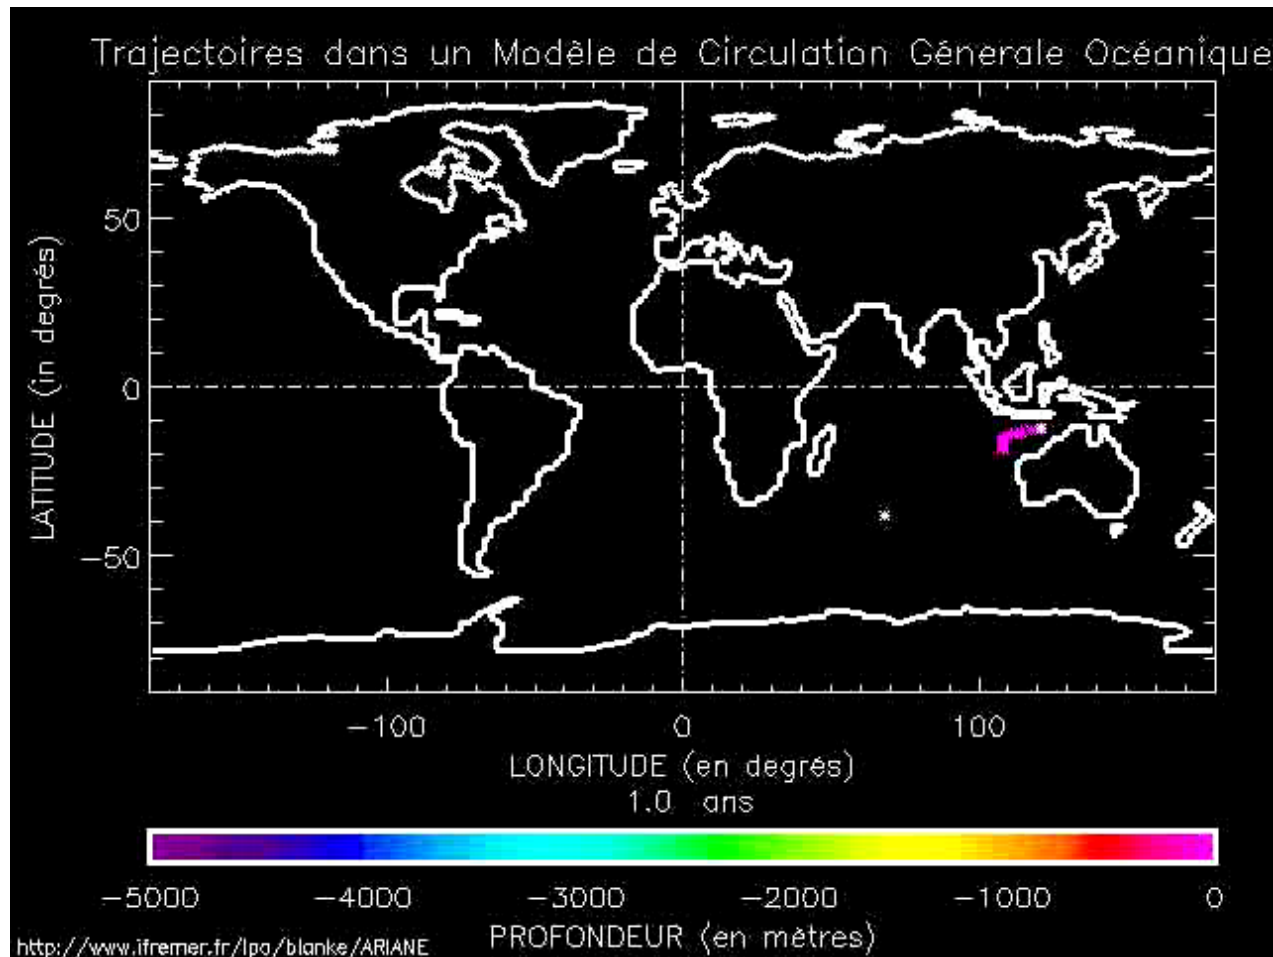 Trajectoires dans un Modèle de Circulation Génerale Océanique
LATITUDE (in degrés)
50
0
−50
−100 0 100
LONGITUDE (en degrés)
1.0 ans
−5000 −4000 −3000 −2000 −1000 0
PROFONDEUR (en mètres)
http://www.ifremer.fr/lpo/blanke/ARIANE